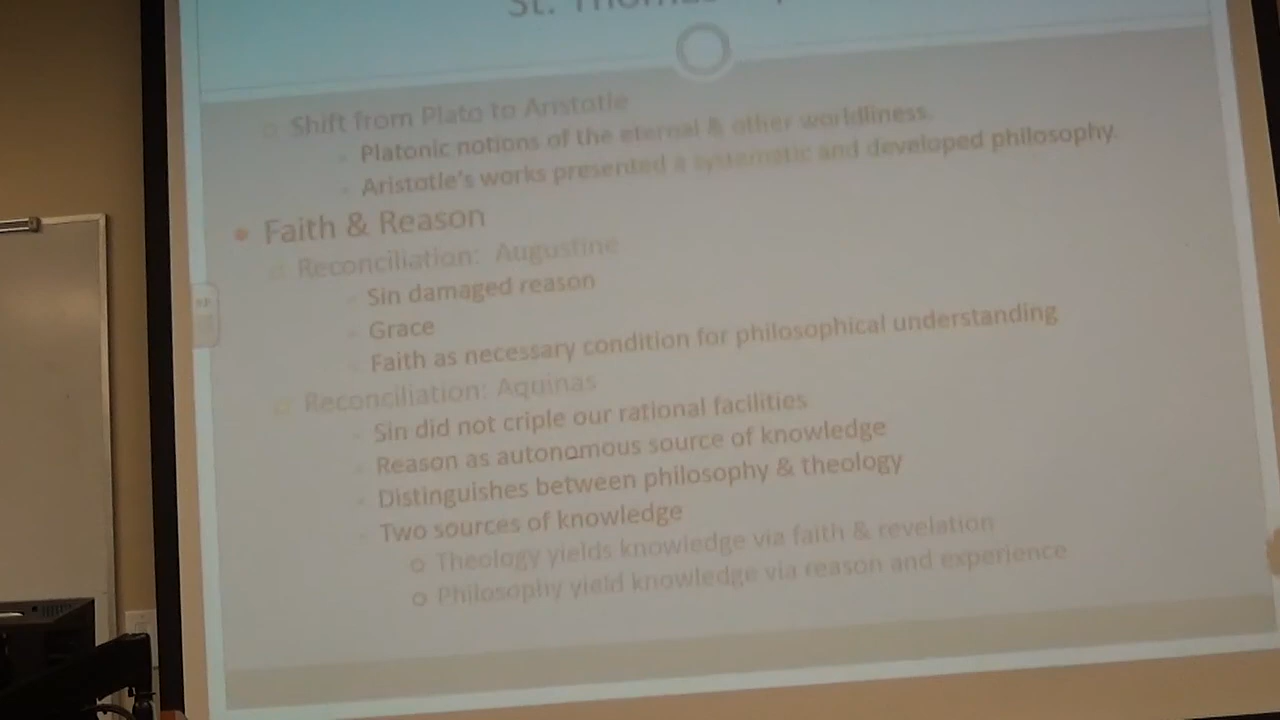 St. Thomas
Shift from Plato to Aristotle
Platonic notions of the eternal & other worldliness.
Aristotle's works presented a systematic and developed philosophy.
Faith & Reason
Reconciliation: Augustine
Sin damaged reason
Grace
Faith as necessary condition for philosophical understanding
Reconciliation: Aquinas
Sin did not criple our rational facilities
Reason as autonomous source of knowledge
Distinguishes between philosophy & theology
Two sources of knowledge
Theology yields knowledge via faith & revelation
Philosophy yield knowledge via reason and experience